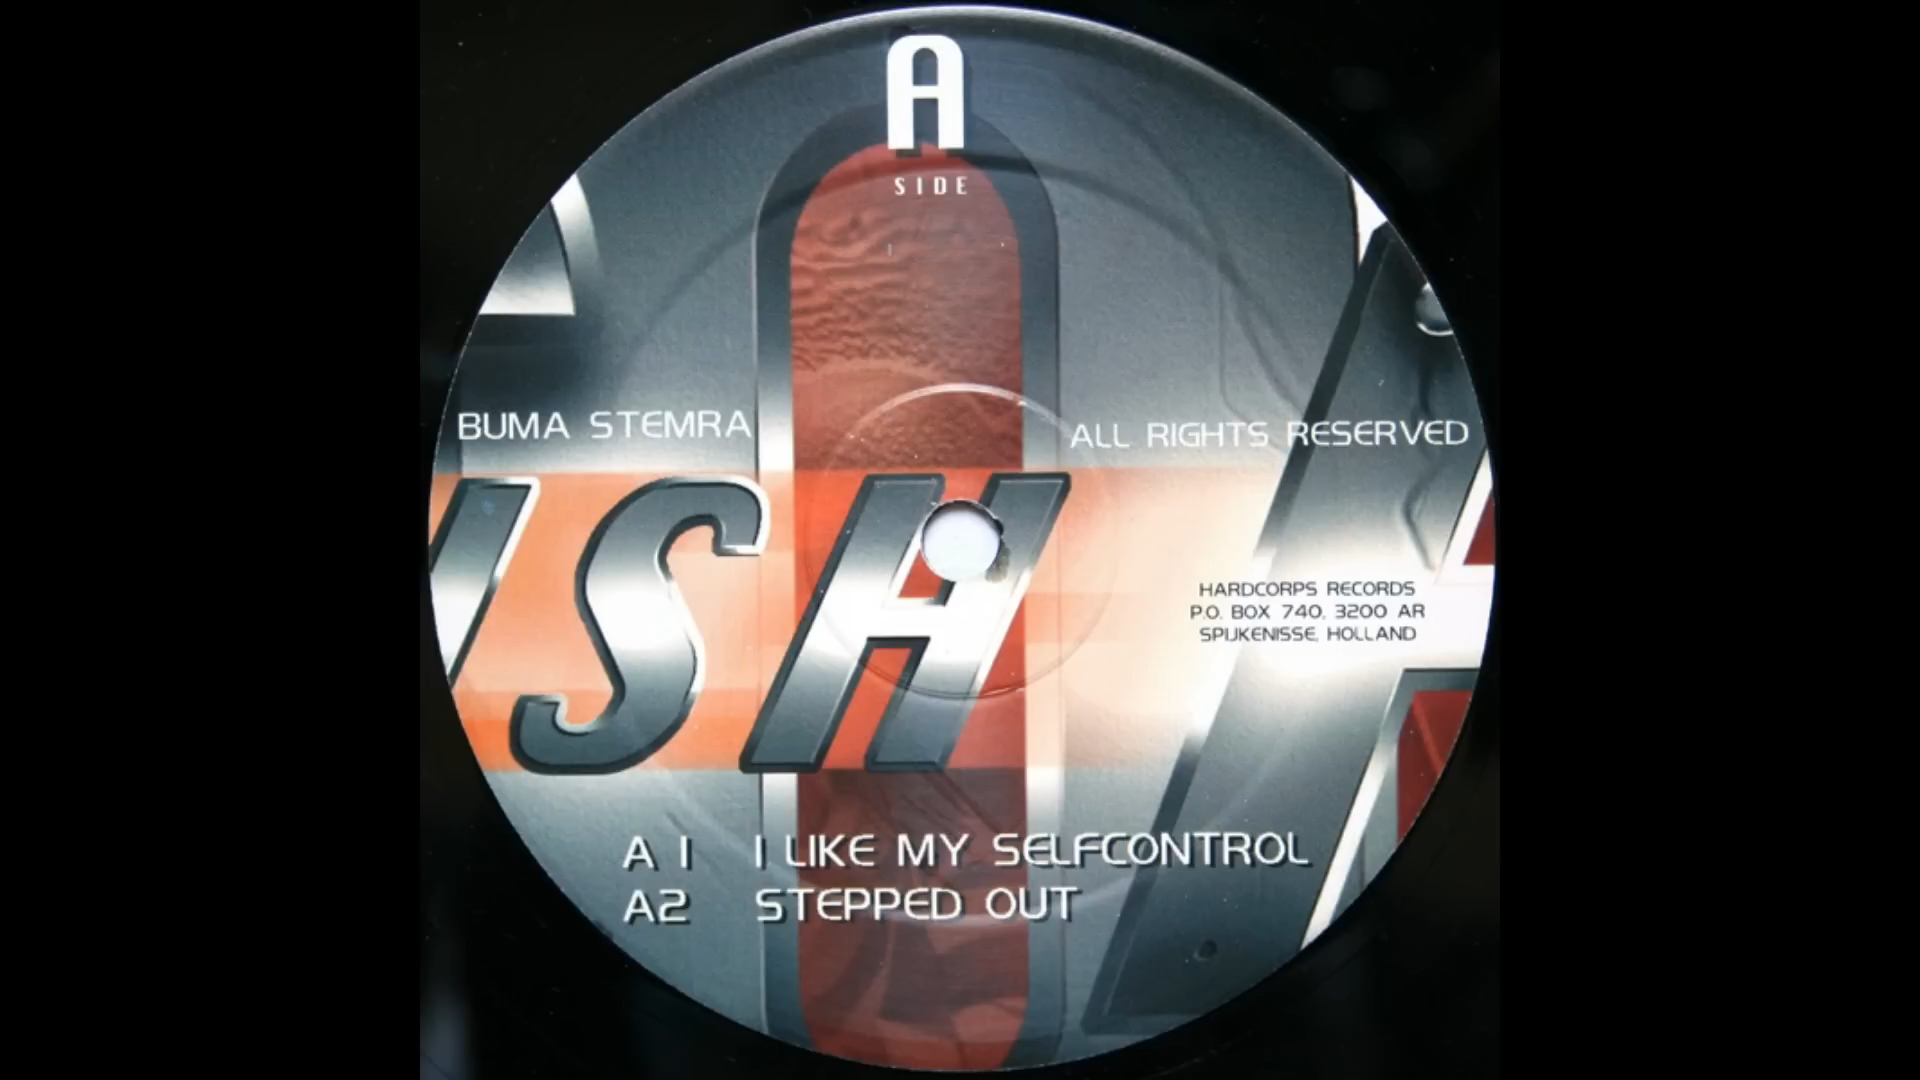 A
SIDE
BUMA STEMRA
ALL RIGHTS RESERVED
SH
HARDCORPS RECORDS
P.O. BOX 740, 3200 AR
SPIJKENISSE, HOLLAND
A1 I LIKE MY SELFCONTROL
A2 STEPPED OUT